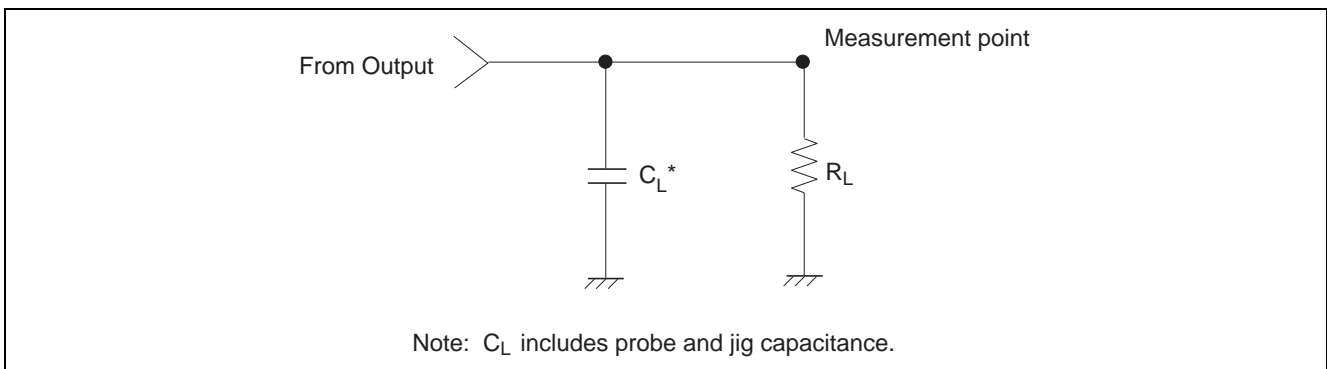 Measurement point
From Output
CL*
RL
Note: CL includes probe and jig capacitance.